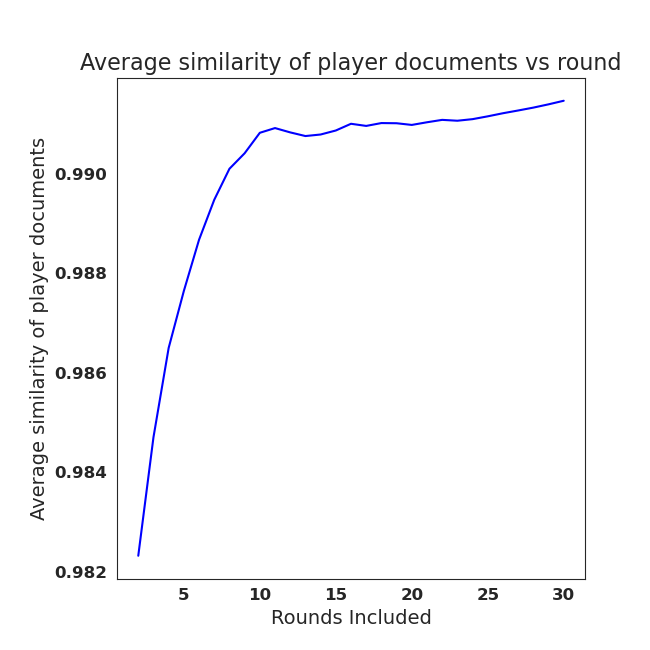 Average similarity of player documents vs round
Average similarity of player documents
0.990
0.988
0.986
0.984
0.982
5 10 15 20 25 30
Rounds Included